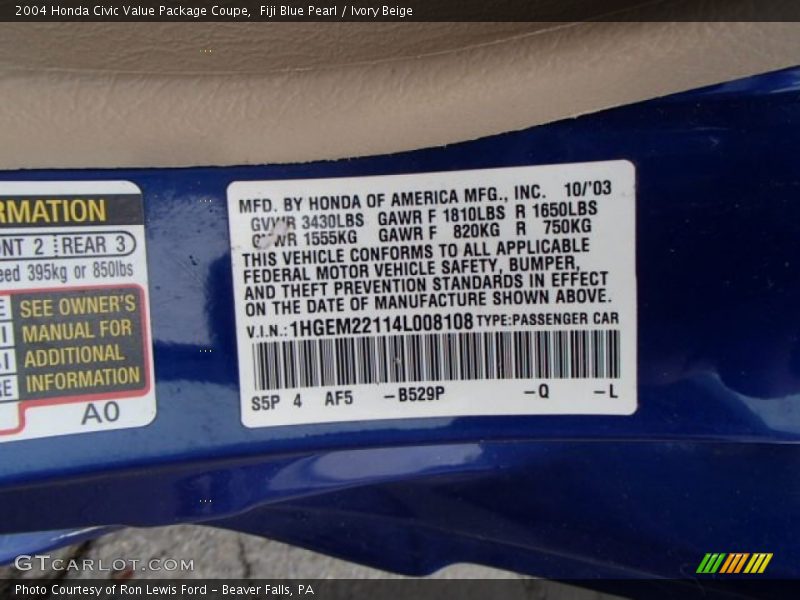 2004 Honda Civic Value Package Coupe,  Fiji Blue Pearl / Ivory Beige
RMATION
NT 2 REAR 3
eed 395kg or 850lbs
SEE OWNER'S
MANUAL FOR
ADDITIONAL
INFORMATION
A0
MFD. BY HONDA OF AMERICA MFG., INC. 10/'03
GVWR 3430LBS GAWR F 1810LBS R 1650LBS
GVWR 1555KG GAWR F 820KG R 750KG
THIS VEHICLE CONFORMS TO ALL APPLICABLE
FEDERAL MOTOR VEHICLE SAFETY, BUMPER,
AND THEFT PREVENTION STANDARDS IN EFFECT
ON THE DATE OF MANUFACTURE SHOWN ABOVE.
V.I.N.: 1HGEM22114L008108 TYPE:PASSENGER CAR
S5P 4 AF5 -B529P -Q -L
GTCARLOT.COM
Photo Courtesy of Ron Lewis Ford - Beaver Falls, PA